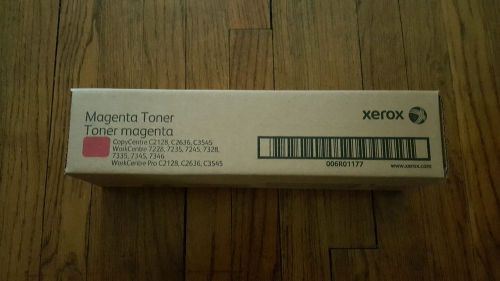 Magenta Toner
Toner magenta
CopyCentre C2128, C2636, C3545
WorkCentre 7228, 7235, 7245, 7328,
7335, 7345, 7346
WorkCentre Pro C2128, C2636, C3545
xerox
006R01177
www.xerox.com